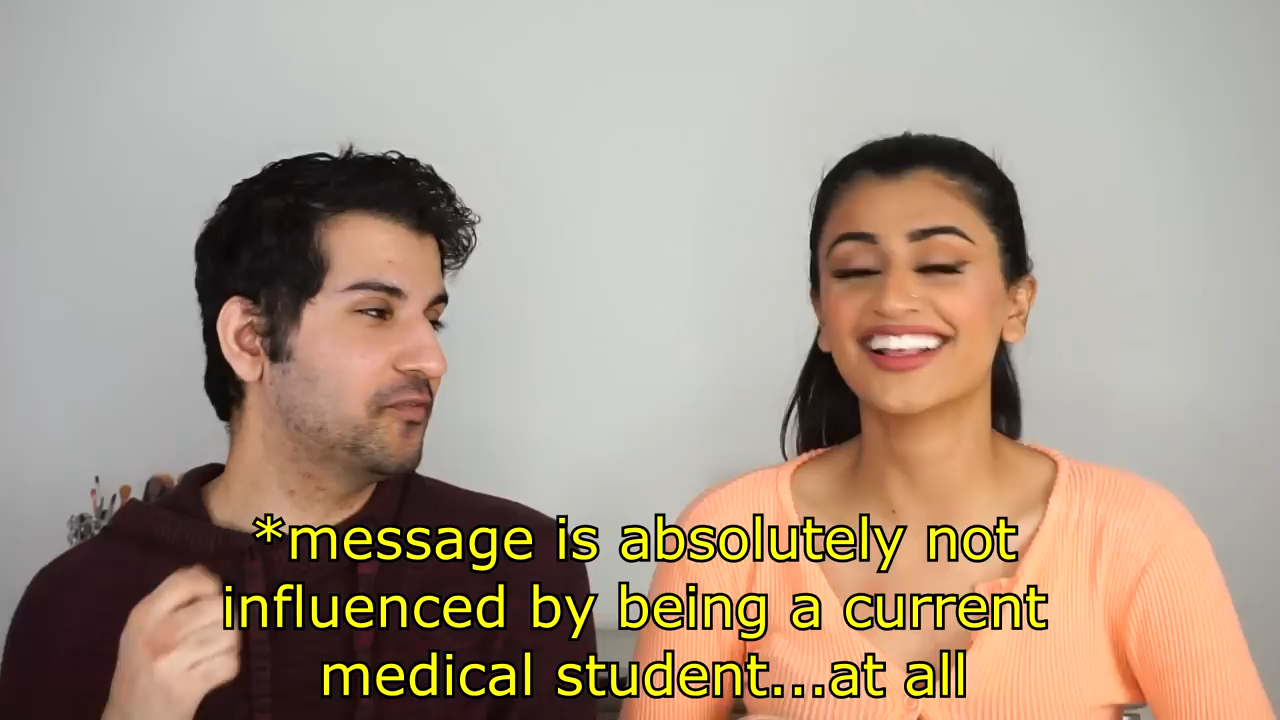 *message is absolutely not
influenced by being a current
medical student...at all